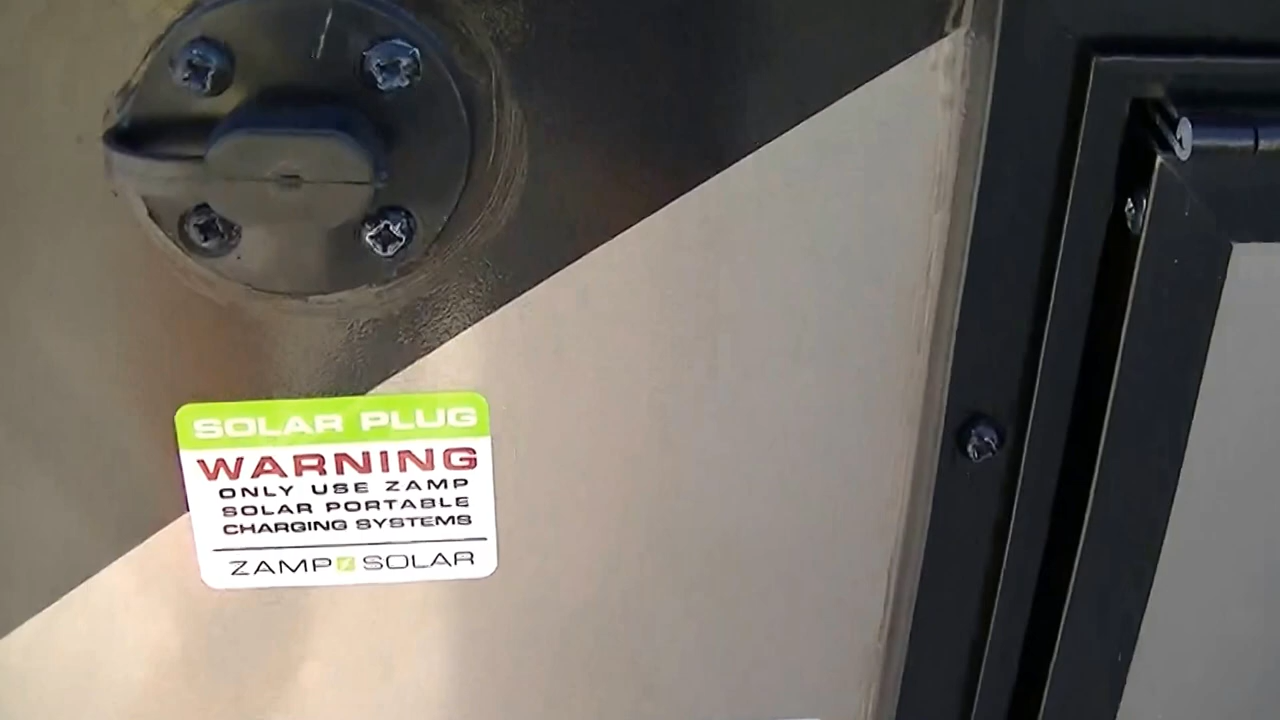 SOLAR PLUG
WARNING
ONLY USE ZAMP
SOLAR PORTABLE
CHARGING SYSTEMS
ZAMP SOLAR